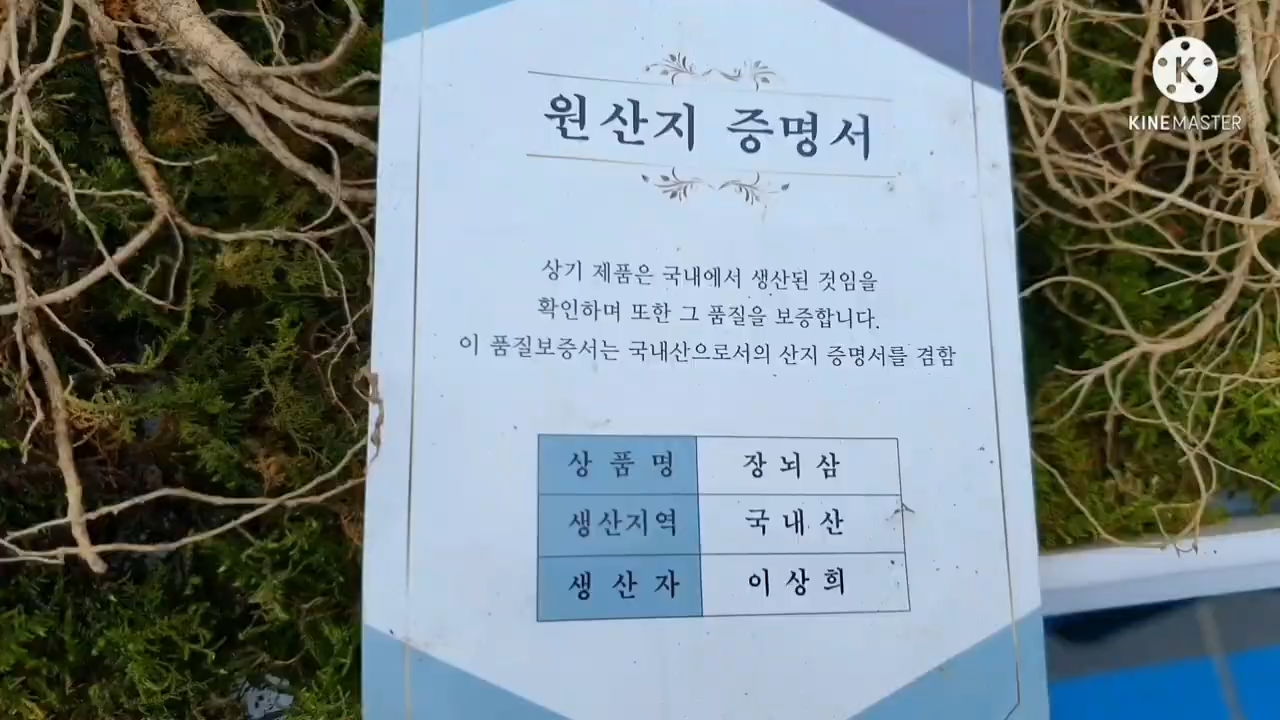 원산지 증명서
상기 제품은 국내에서 생산된 것임을
확인하며 또한 그 품질을 보증합니다.
이 품질보증서는 국내산으로서의 산지 증명서를 겸함
상품명 장뇌삼
생산지역 국내산
생산자 이상희
K
KINEMASTER